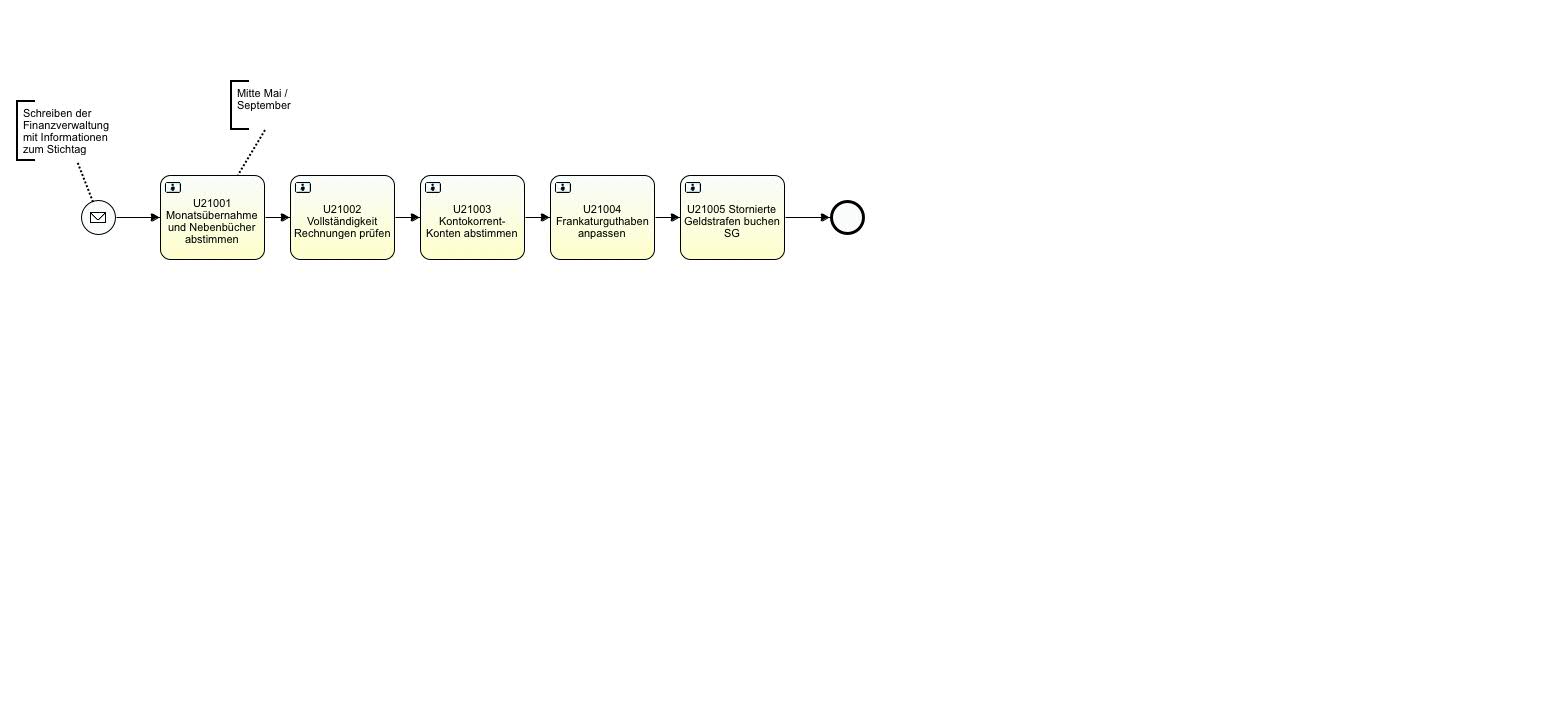 Schreiben der
Finanzverwaltung
mit Informationen
zum Stichtag
Mitte Mai /
September
U21001
Monatsübernahme
und Nebenbücher
abstimmen
U21002
Vollständigkeit
Rechnungen prüfen
U21003
Kontokorrent-
Konten abstimmen
U21004
Frankaturguthaben
anpassen
U21005 Stornierte
Geldstrafen buchen
SG